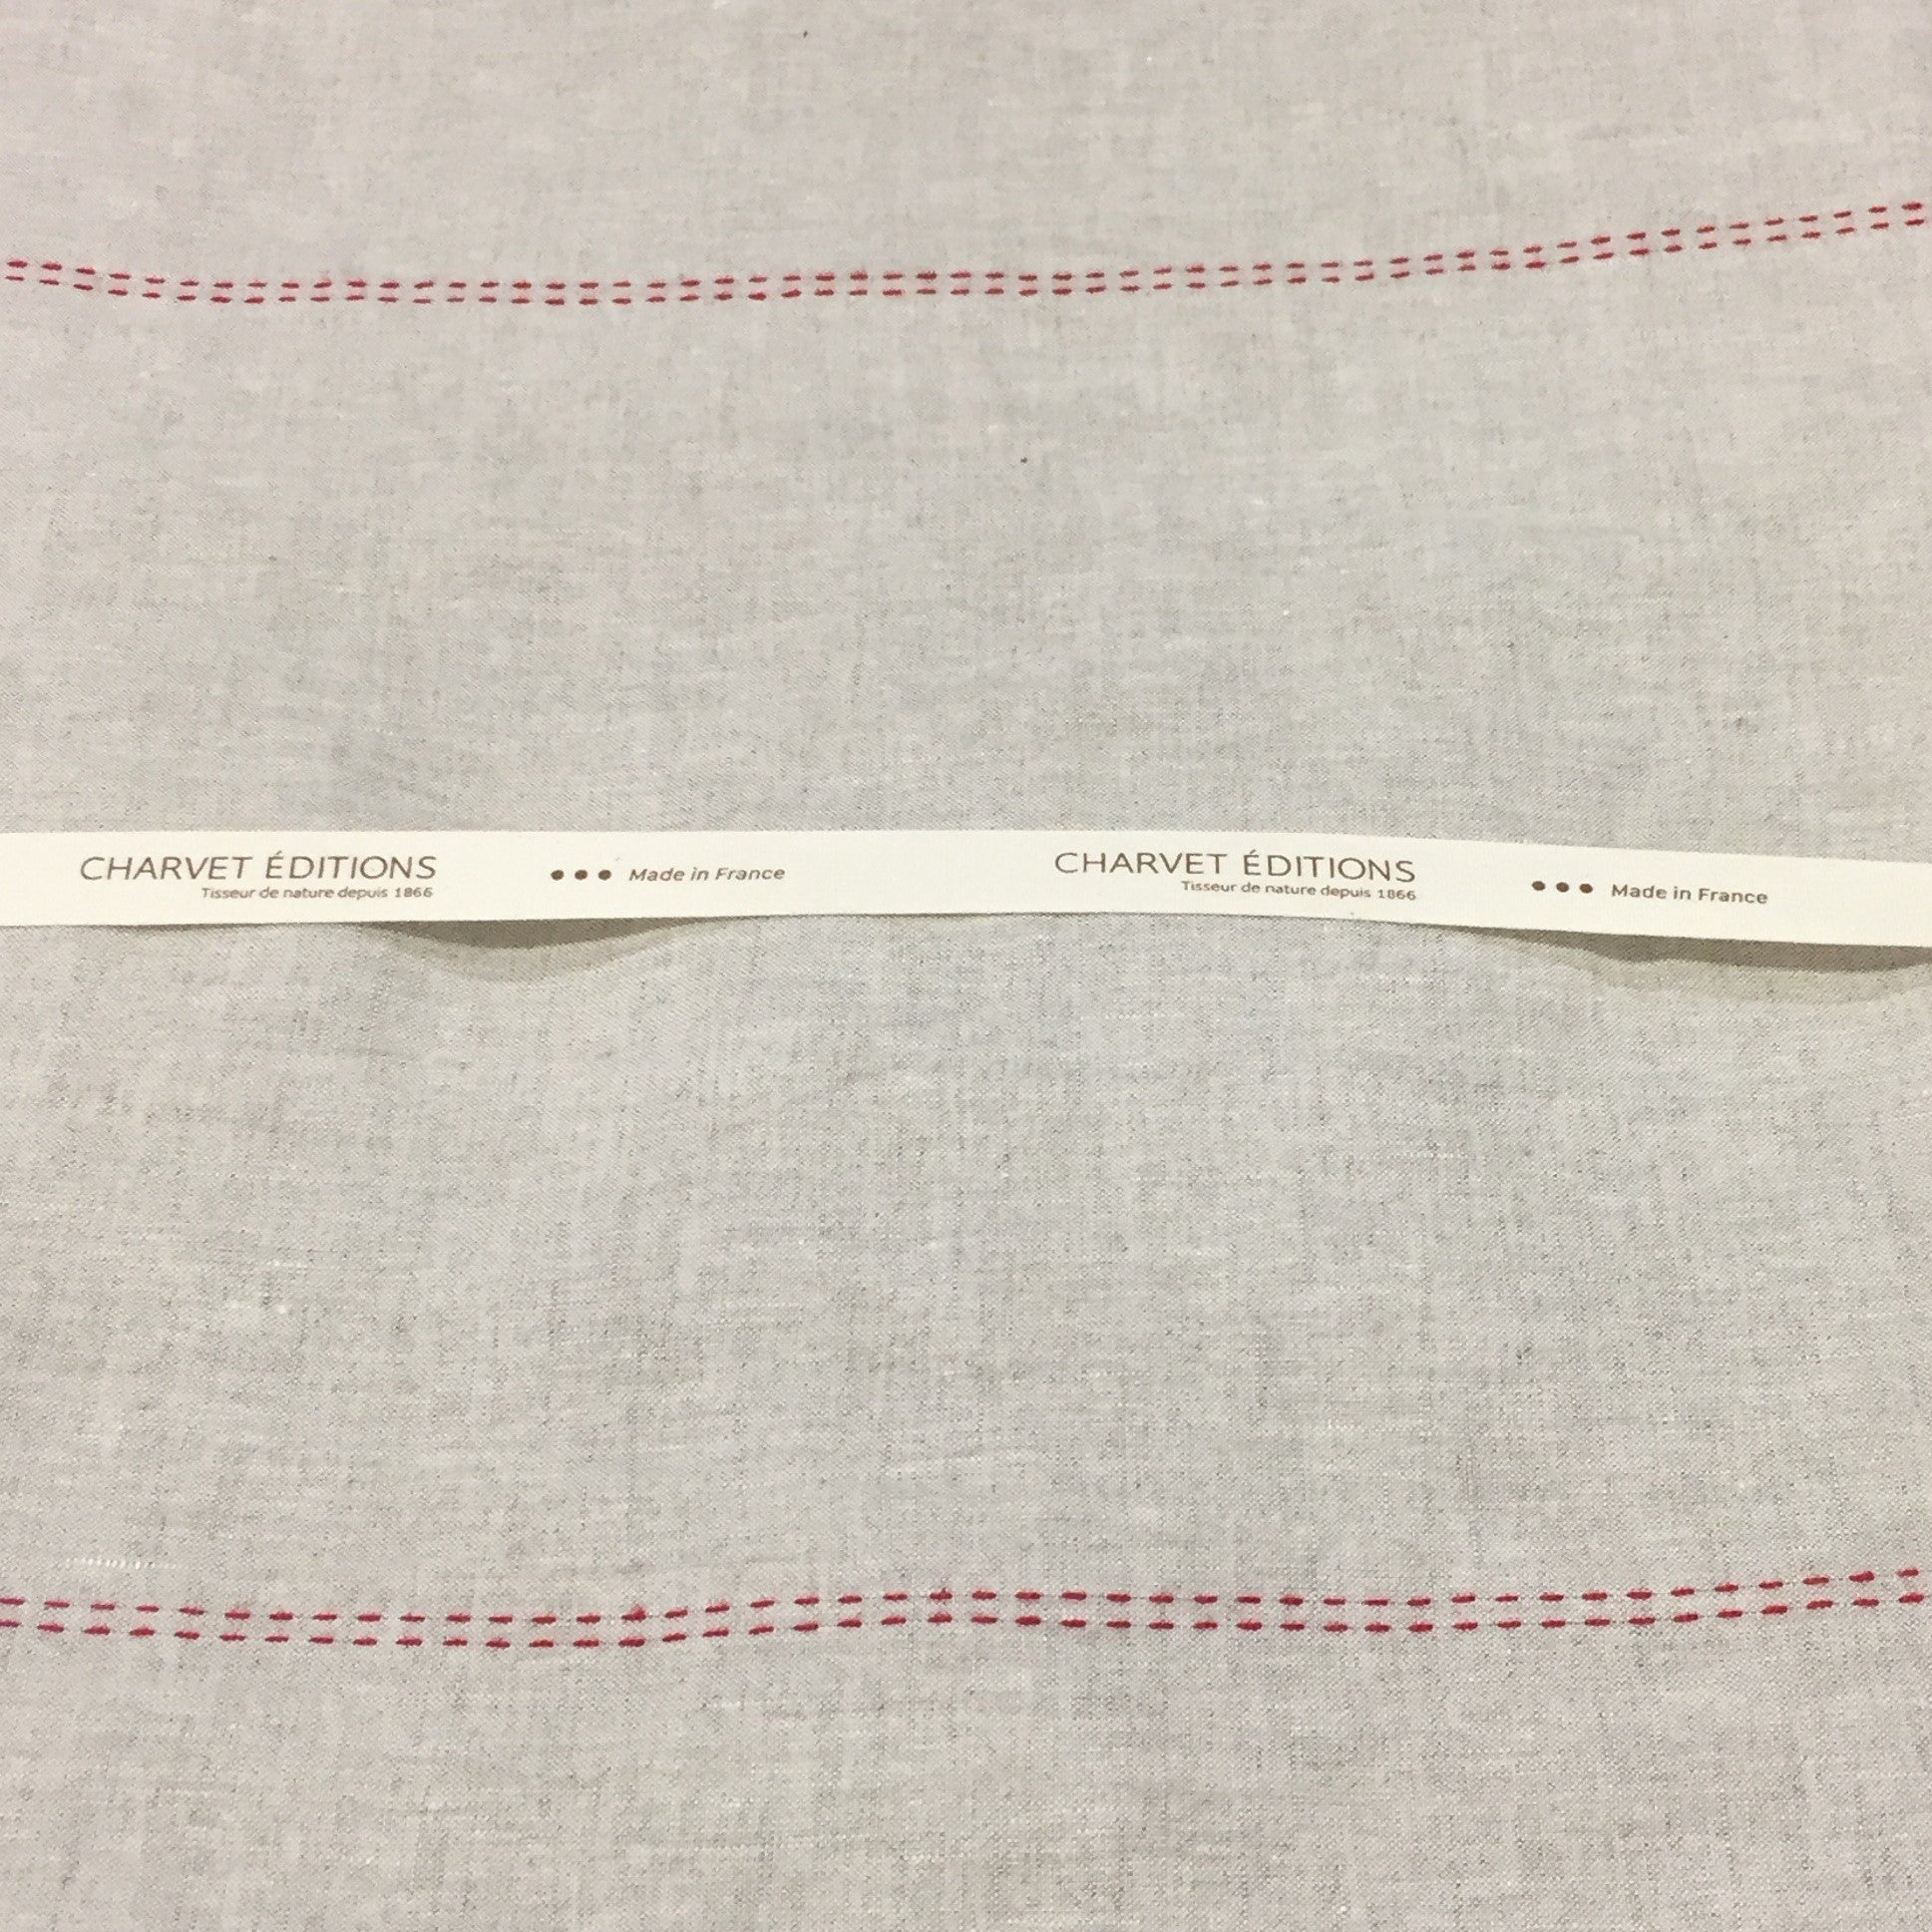 CHARVET ÉDITIONS
Tisseur de nature depuis 1866
••• Made in France
CHARVET ÉDITIONS
Tisseur de nature depuis 1866
••• Made in France